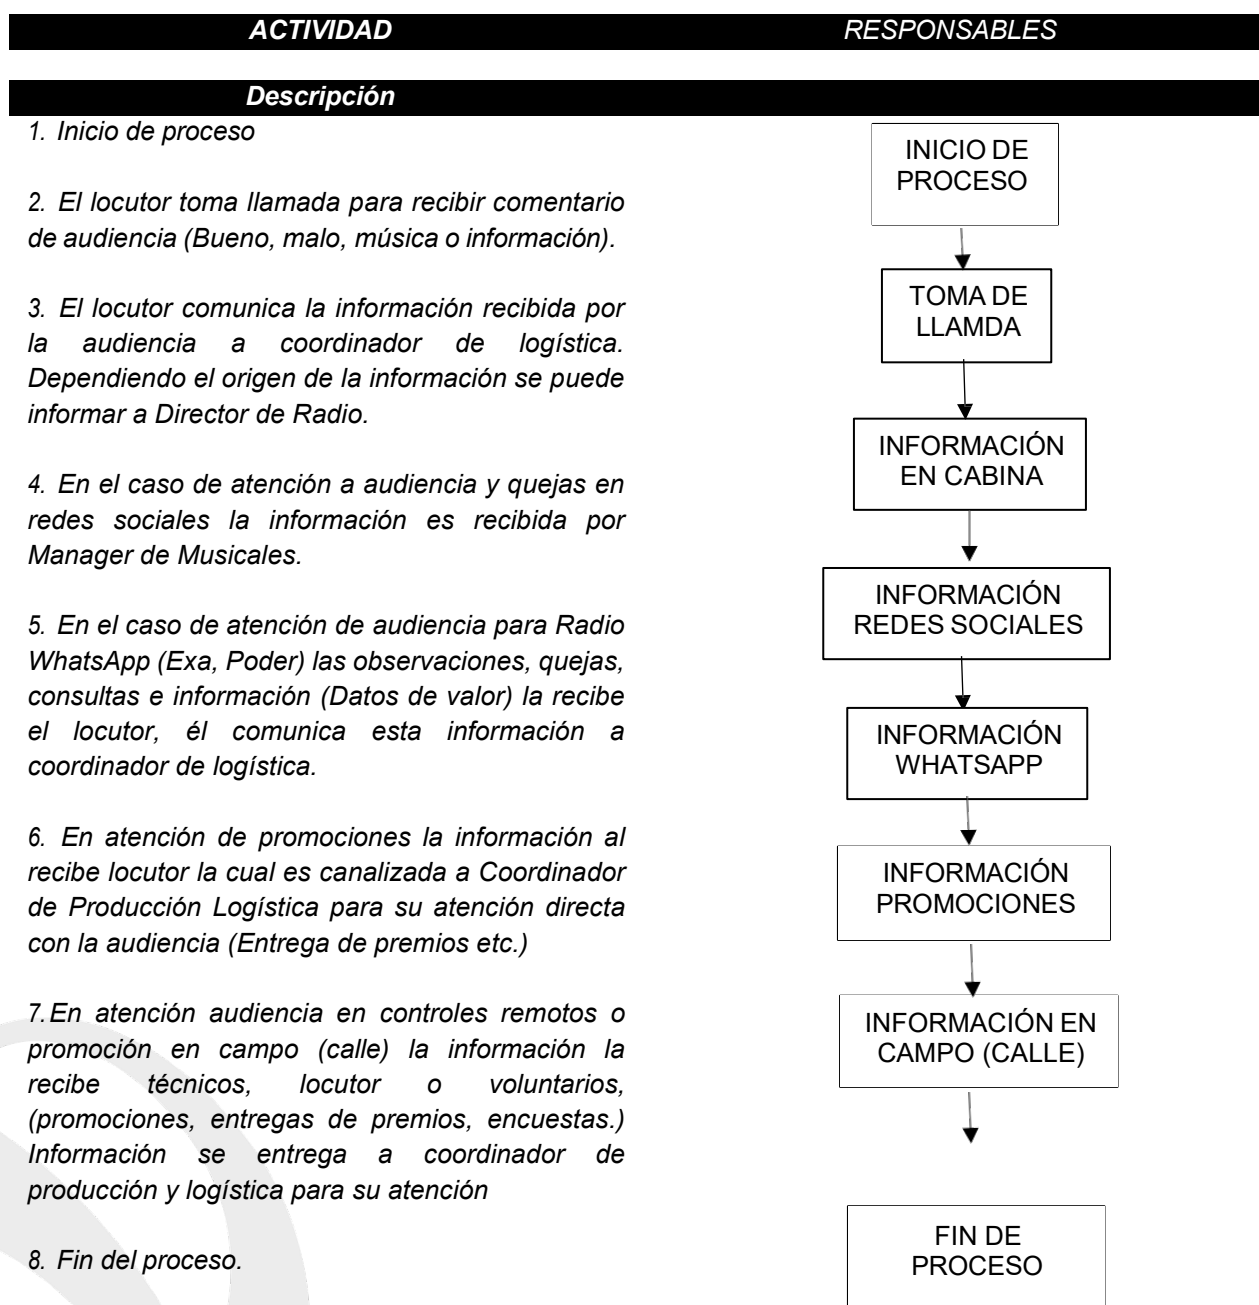 ACTIVIDAD RESPONSABLES
Descripción
1. Inicio de proceso
2. El locutor toma llamada para recibir comentario
de audiencia (Bueno, malo, música o información).
3. El locutor comunica la información recibida por
la audiencia a coordinador de logística.
Dependiendo el origen de la información se puede
informar a Director de Radio.
4. En el caso de atención a audiencia y quejas en
redes sociales la información es recibida por
Manager de Musicales.
5. En el caso de atención de audiencia para Radio
WhatsApp (Exa, Poder) las observaciones, quejas,
consultas e información (Datos de valor) la recibe
el locutor, él comunica esta información a
coordinador de logística.
6. En atención de promociones la información al
recibe locutor la cual es canalizada a Coordinador
de Producción Logística para su atención directa
con la audiencia (Entrega de premios etc.)
7.En atención audiencia en controles remotos o
promoción en campo (calle) la información la
recibe técnicos, locutor o voluntarios,
(promociones, entregas de premios, encuestas.)
Información se entrega a coordinador de
producción y logística para su atención
8. Fin del proceso.
INICIO DE
PROCESO
TOMA DE
LLAMDA
INFORMACIÓN
EN CABINA
INFORMACIÓN
REDES SOCIALES
INFORMACIÓN
WHATSAPP
INFORMACIÓN
PROMOCIONES
INFORMACIÓN EN
CAMPO (CALLE)
FIN DE
PROCESO